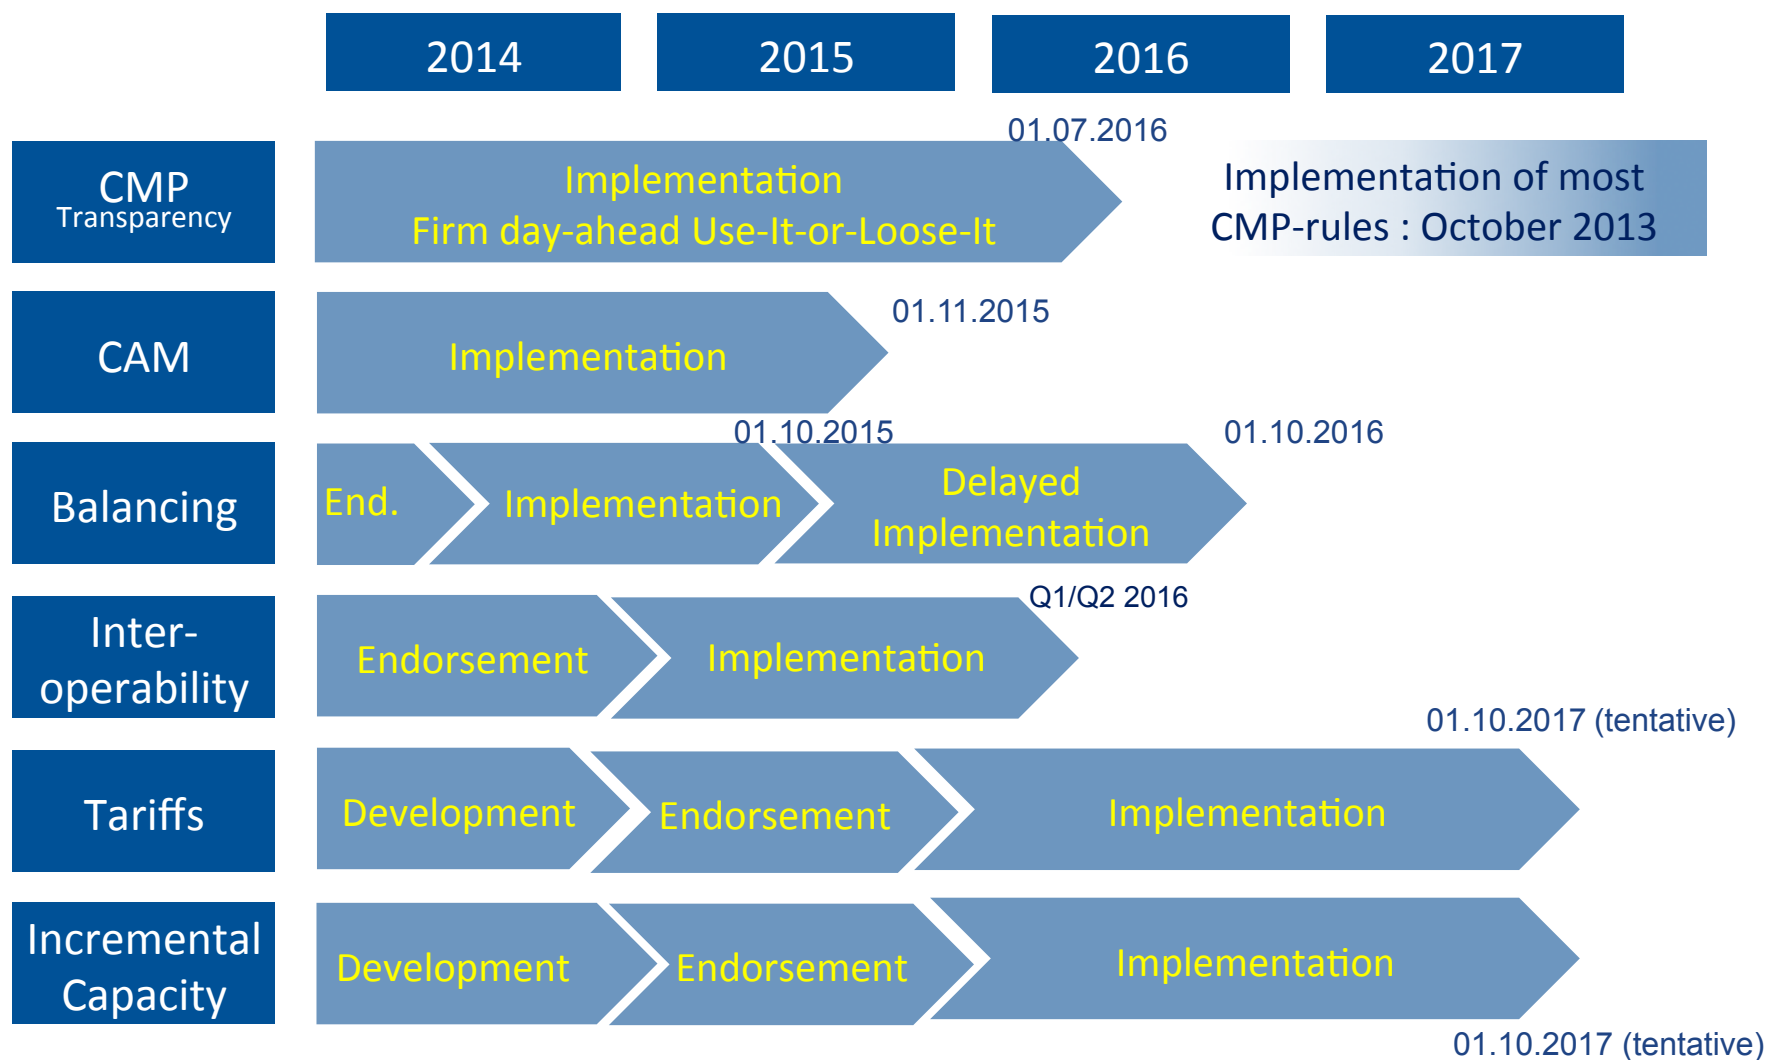 2014
2015
2016
2017
01.07.2016
CMP
Transparency
Implementation
Firm day-ahead Use-It-or-Loose-It
Implementation of most
CMP-rules : October 2013
CAM
Implementation
01.11.2015
Balancing
End.
Implementation
01.10.2015
Delayed
Implementation
01.10.2016
Inter-
operability
Endorsement
Implementation
Q1/Q2 2016
Tariffs
Development
Endorsement
Implementation
01.10.2017 (tentative)
Incremental
Capacity
Development
Endorsement
Implementation
01.10.2017 (tentative)